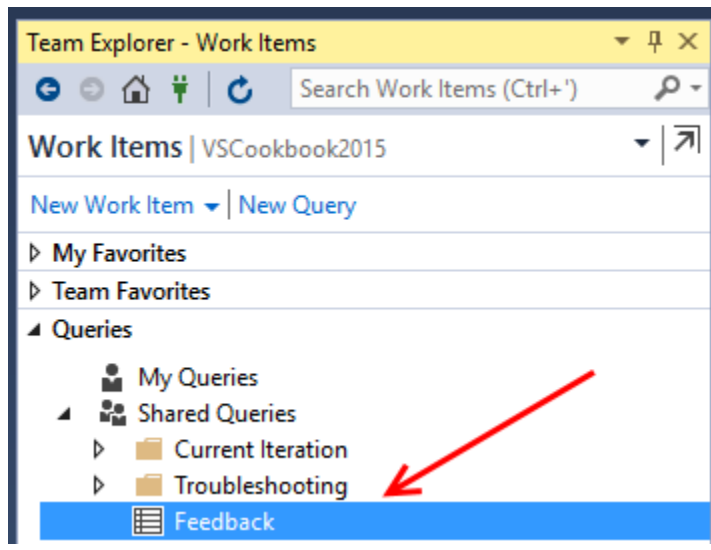 Team Explorer - Work Items
Search Work Items (Ctrl+')
Work Items | VSCookbook2015
New Work Item | New Query
My Favorites
Team Favorites
Queries
My Queries
Shared Queries
Current Iteration
Troubleshooting
Feedback